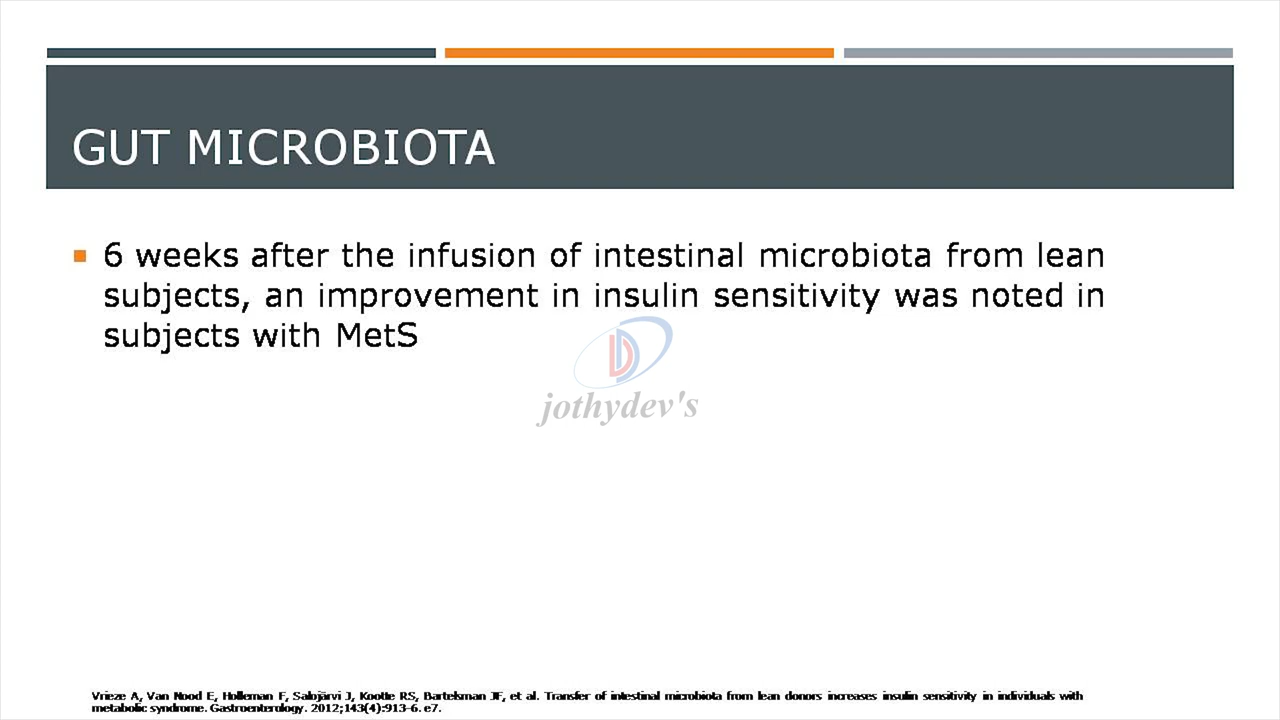 GUT MICROBIOTA
6 weeks after the infusion of intestinal microbiota from lean
subjects, an improvement in insulin sensitivity was noted in
subjects with MetS
jothydev's
Vrieze A, Van Nood E, Holleman F, Salojärvi J, Kootte RS, Bartelsman JF, et al. Transfer of intestinal microbiota from lean donors increases insulin sensitivity in individuals with
metabolic syndrome. Gastroenterology. 2012;143(4):913-6. e7.